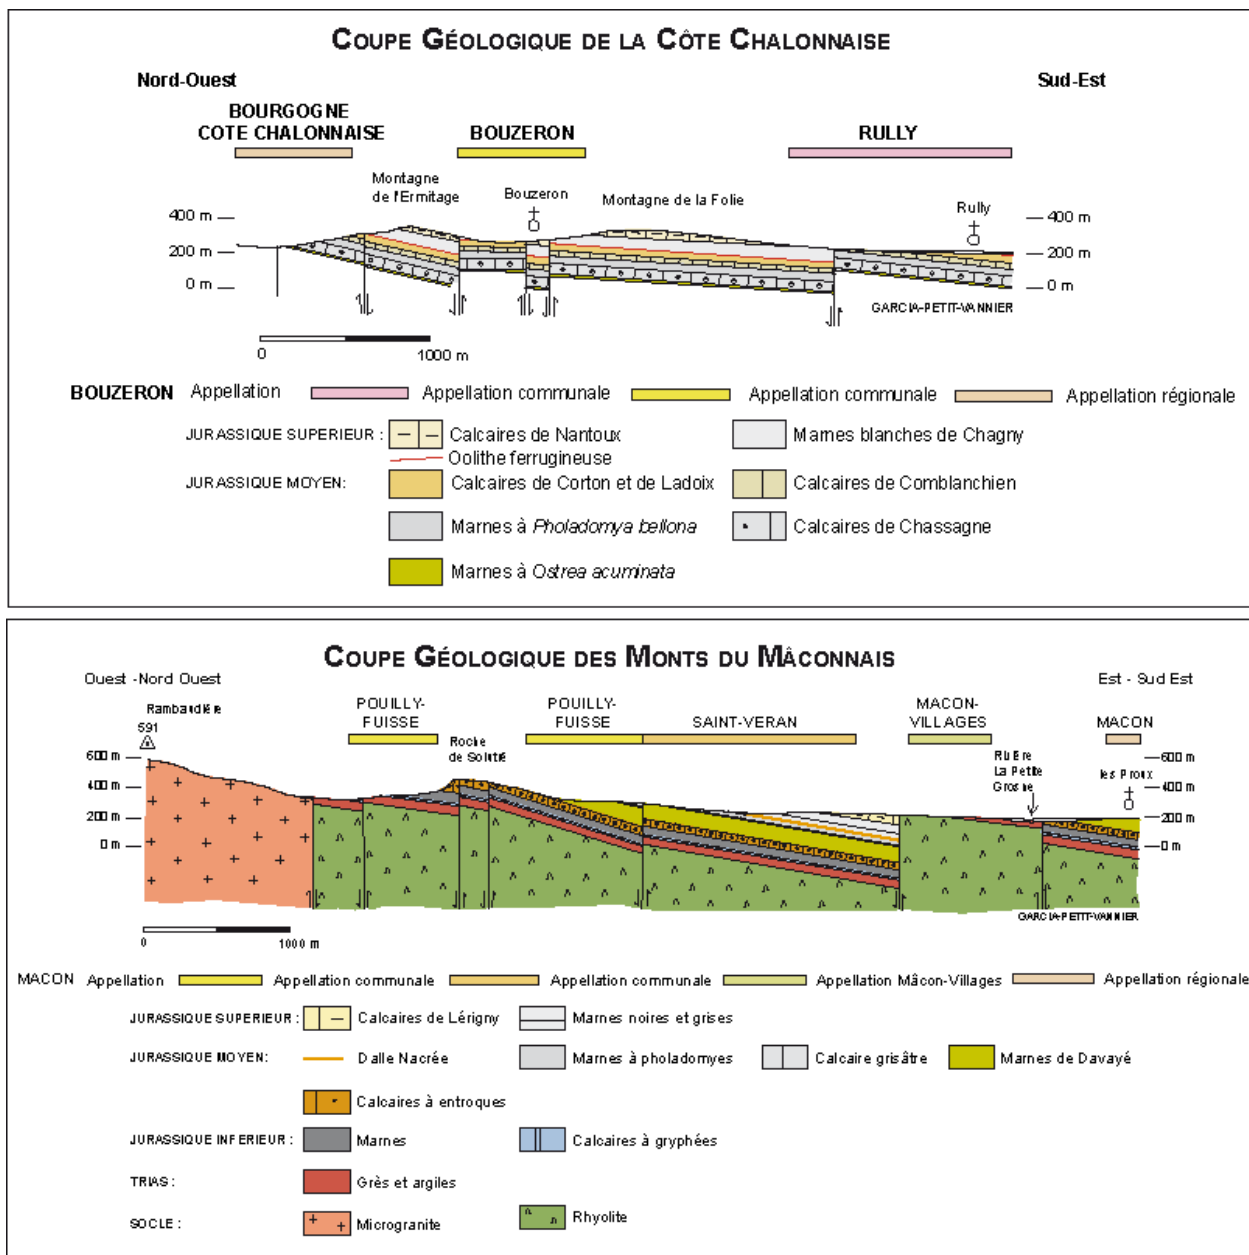 COUPE GÉOLOGIQUE DE LA CÔTE CHALONNAISE
Nord-Ouest
Sud-Est
BOURGOGNE
COTE CHALONNAISE
BOUZERON
RULLY
Montagne
de l'Ermitage
Bouzeron
Montagne de la Folie
Rully
400 m
200 m
0 m
400 m
200 m
0 m
GARCIA-PETIT-VANNIER
0
1000 m
BOUZERON Appellation
Appellation communale
Appellation communale
Appellation régionale
JURASSIQUE SUPERIEUR :
Calcaires de Nantoux
Marnes blanches de Chagny
Oolithe ferrugineuse
JURASSIQUE MOYEN:
Calcaires de Corton et de Ladoix
Calcaires de Comblanchien
Marnes à Pholadomya bellona
Calcaires de Chassagne
Marnes à Ostrea acuminata
COUPE GÉOLOGIQUE DES MONTS DU MÂCONNAIS
Ouest -Nord Ouest
Est - Sud Est
Rambaudière
591
POUILLY-
FUISSE
Roche
de Solutré
POUILLY-
FUISSE
SAINT-VERAN
MACON-
VILLAGES
Rivière
La Petite
Grosne
MACON
les Proux
600 m
400 m
200 m
0 m
600 m
400 m
200 m
0 m
GARCIA-PETIT-VANNIER
0
1000 m
MACON Appellation
Appellation communale
Appellation communale
Appellation Mâcon-Villages
Appellation régionale
JURASSIQUE SUPERIEUR :
Calcaires de Lérigny
Marnes noires et grises
JURASSIQUE MOYEN:
Dalle Nacrée
Marnes à pholadomyes
Calcaire grisâtre
Marnes de Davayé
Calcaires à entroques
JURASSIQUE INFERIEUR :
Marnes
Calcaires à gryphées
TRIAS :
Grès et argiles
SOCLE :
Microgranite
Rhyolite